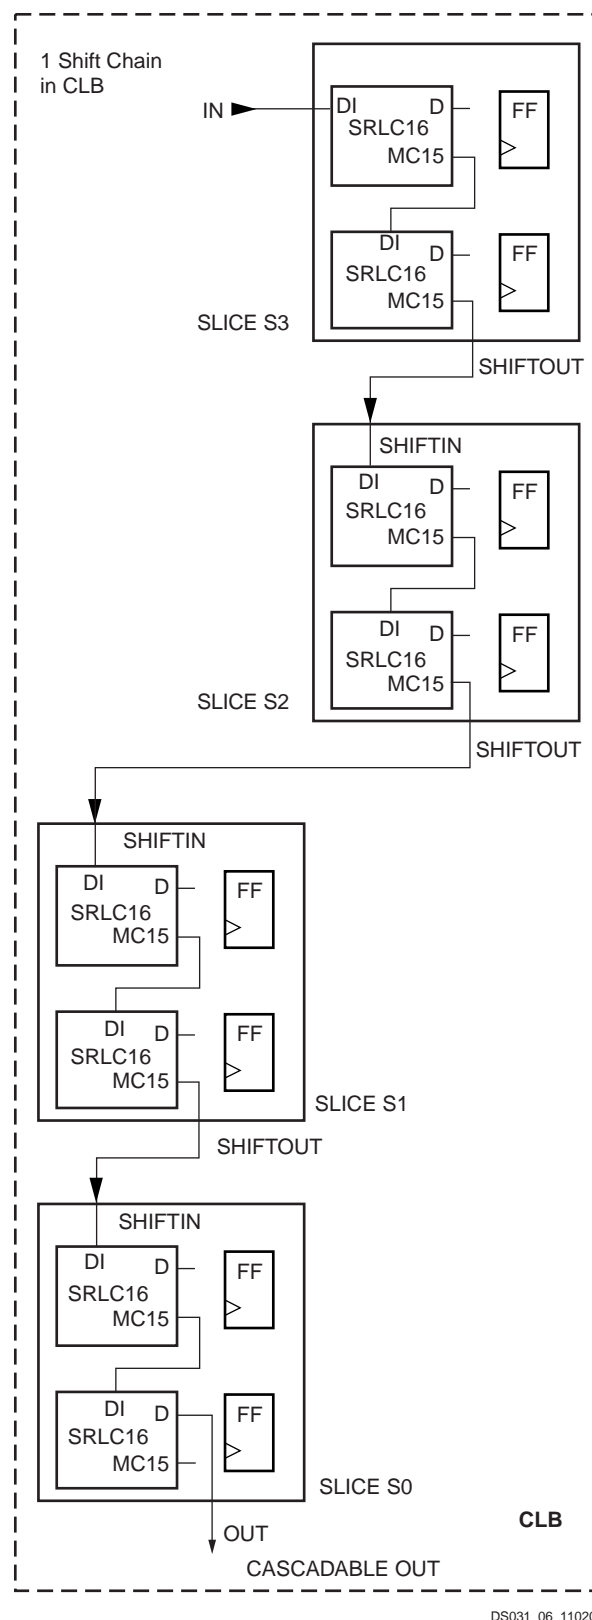 1 Shift Chain
in CLB
IN
DI
D
SRLC16
MC15
FF
DI
D
SRLC16
MC15
FF
SLICE S3
SHIFTOUT
SHIFTIN
DI
D
SRLC16
MC15
FF
DI
D
SRLC16
MC15
FF
SLICE S2
SHIFTOUT
SHIFTIN
DI
D
SRLC16
MC15
FF
DI
D
SRLC16
MC15
FF
SLICE S1
SHIFTOUT
SHIFTIN
DI
D
SRLC16
MC15
FF
DI
D
SRLC16
MC15
FF
SLICE S0
OUT
CLB
CASCADABLE OUT